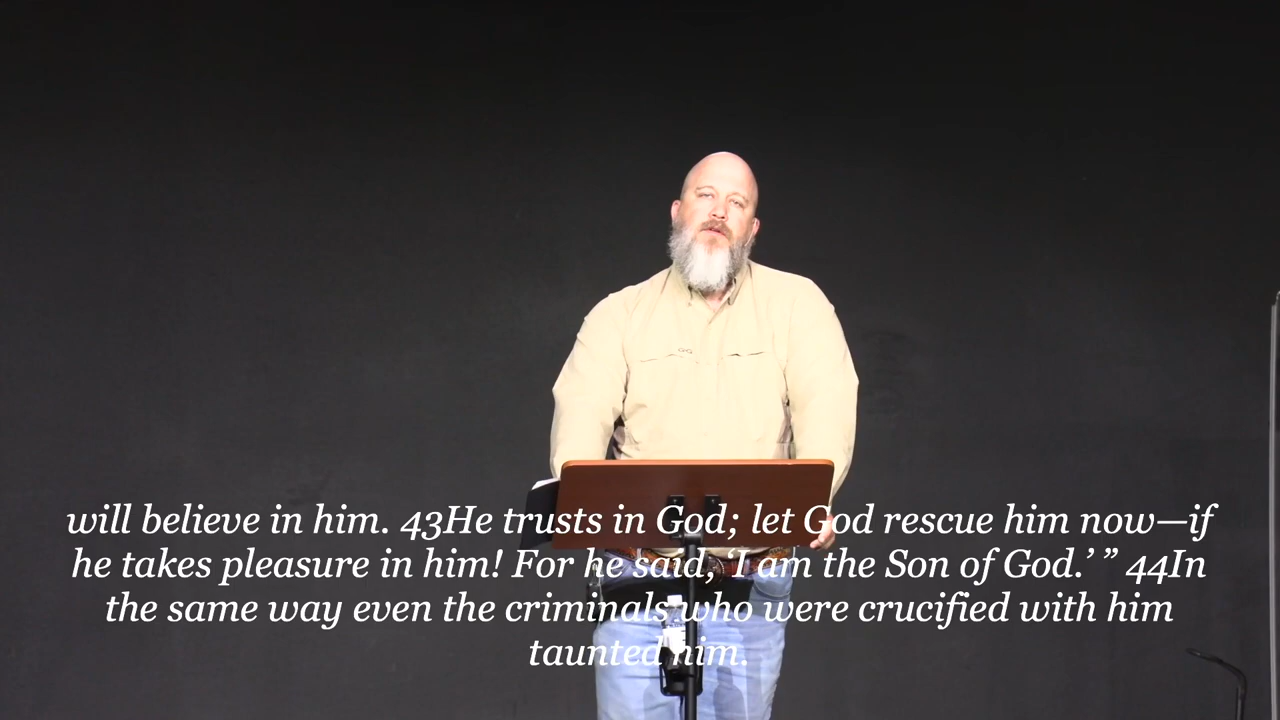 will believe in him. 43He trusts in God; let God rescue him now—if
he takes pleasure in him! For he said, ‘I am the Son of God.’ ” 44In
the same way even the criminals who were crucified with him
taunted him.